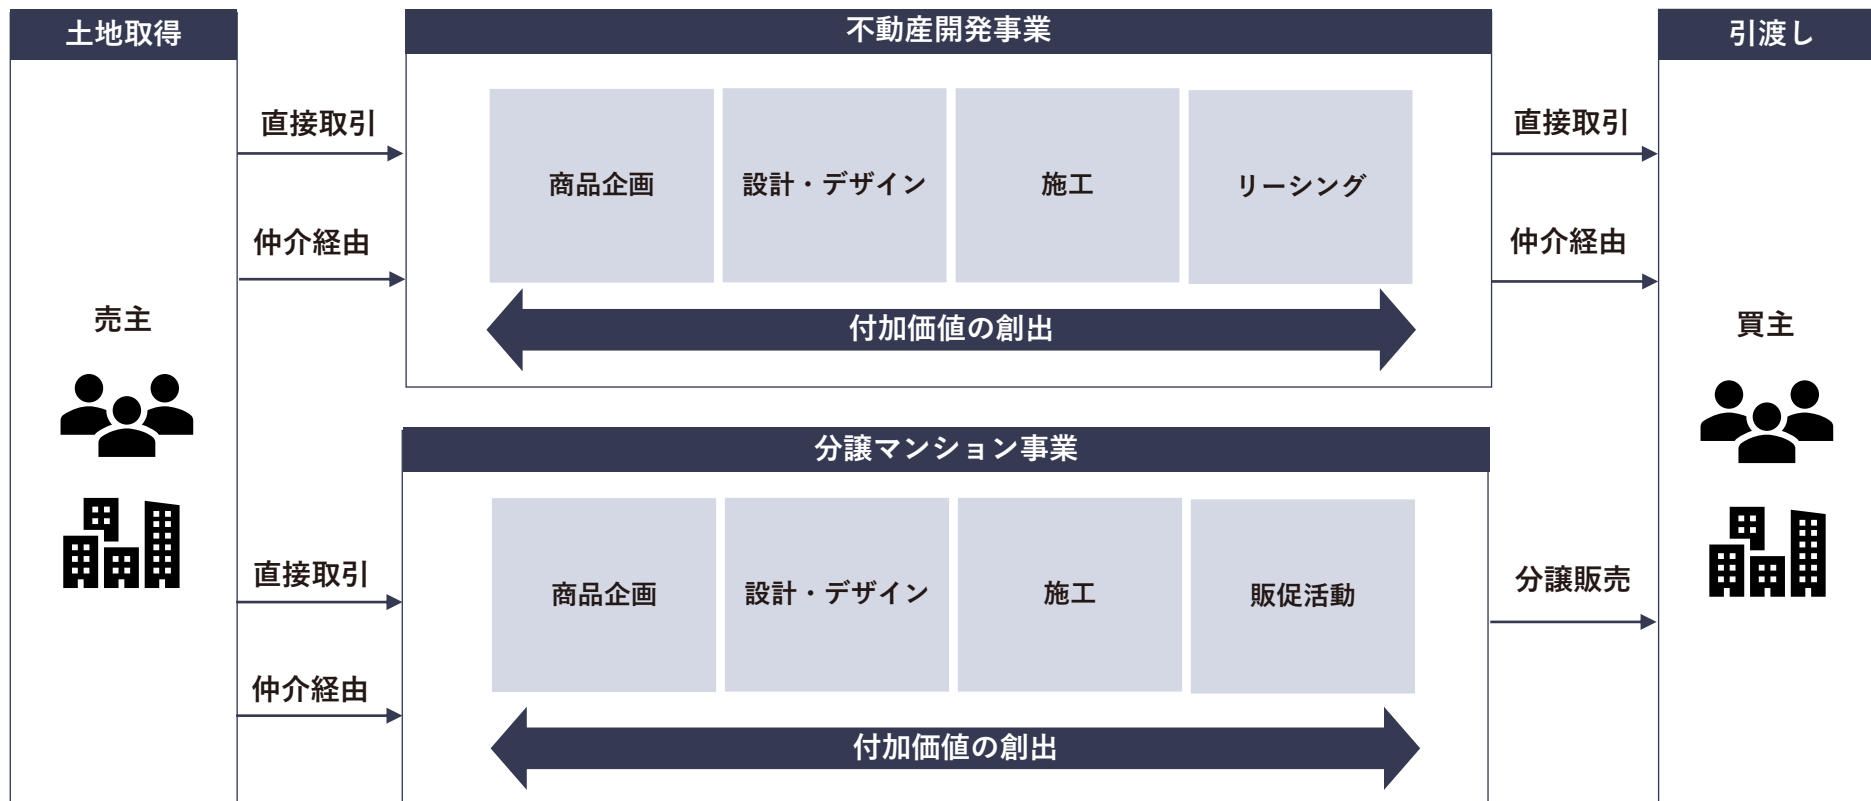 土地取得
売主
直接取引
仲介経由
不動産開発事業
商品企画
設計・デザイン
施工
リーシング
付加価値の創出
直接取引
仲介経由
直接取引
仲介経由
分譲マンション事業
商品企画
設計・デザイン
施工
販促活動
付加価値の創出
分譲販売
引渡し
買主